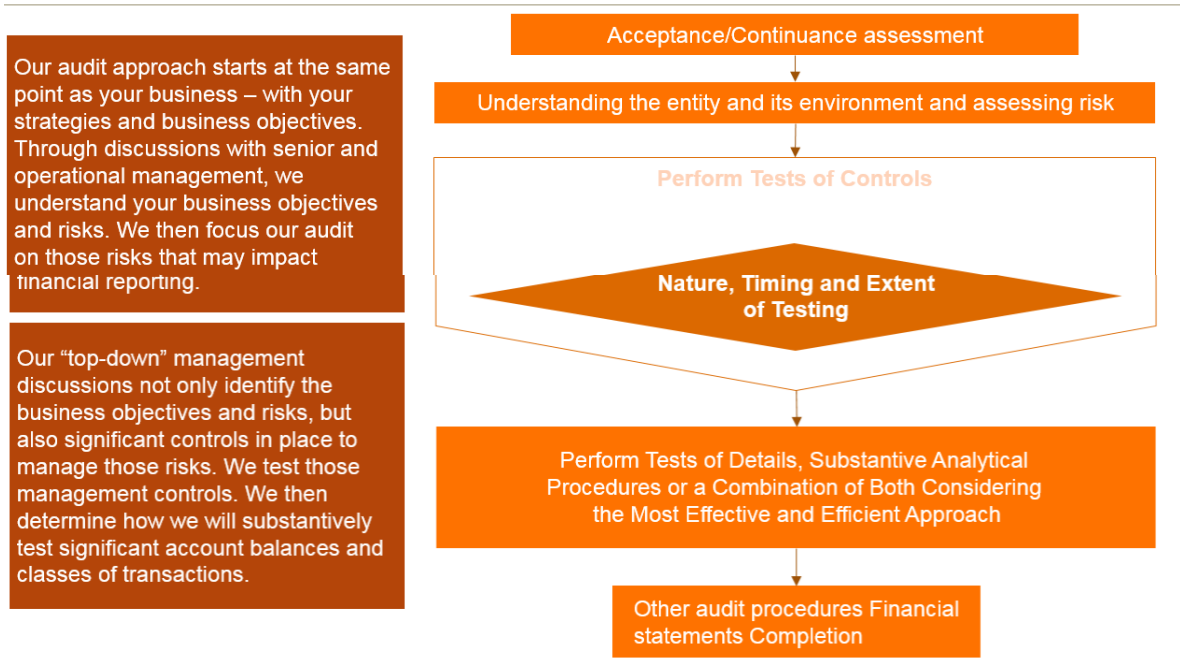 Our audit approach starts at the same
point as your business – with your
strategies and business objectives.
Through discussions with senior and
operational management, we
understand your business objectives
and risks. We then focus our audit
on those risks that may impact
financial reporting.
Our “top-down” management
discussions not only identify the
business objectives and risks, but
also significant controls in place to
manage those risks. We test those
management controls. We then
determine how we will substantively
test significant account balances and
classes of transactions.
Acceptance/Continuance assessment
Understanding the entity and its environment and assessing risk
Perform Tests of Controls
Nature, Timing and Extent
of Testing
Perform Tests of Details, Substantive Analytical
Procedures or a Combination of Both Considering
the Most Effective and Efficient Approach
Other audit procedures Financial
statements Completion